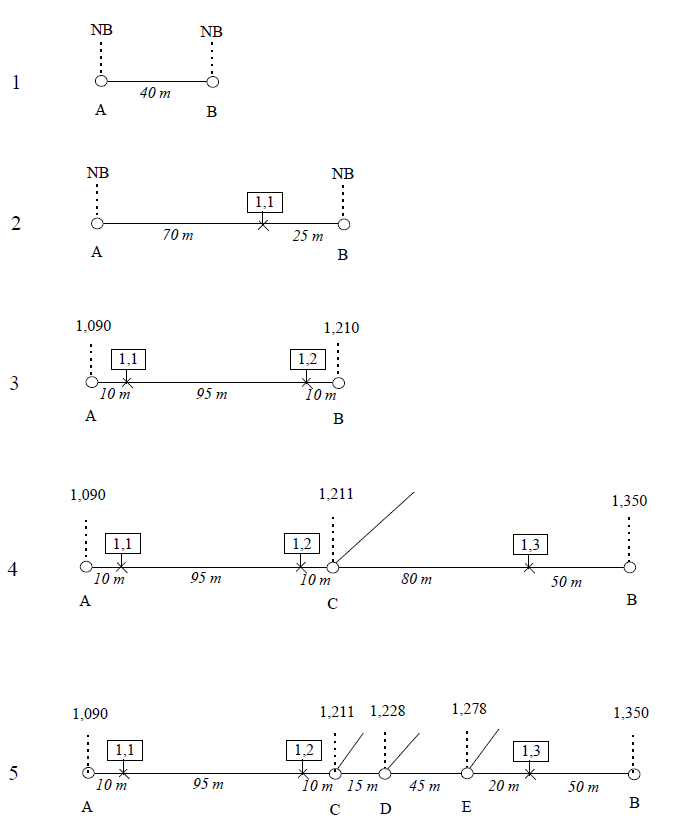 NB NB
1
40 m
A B
NB NB
1,1
2
70 m 25 m
A B
1,090 1,210
1,1 1,2
3
10 m 95 m 10 m
A B
1,090 1,211 1,350
1,1 1,2 1,3
4
10 m 95 m 10 m 80 m 50 m
A C B
1,090 1,211 1,228 1,278 1,350
1,1 1,2 1,3
5
10 m 95 m 10 m 15 m 45 m 20 m 50 m
A C D E B